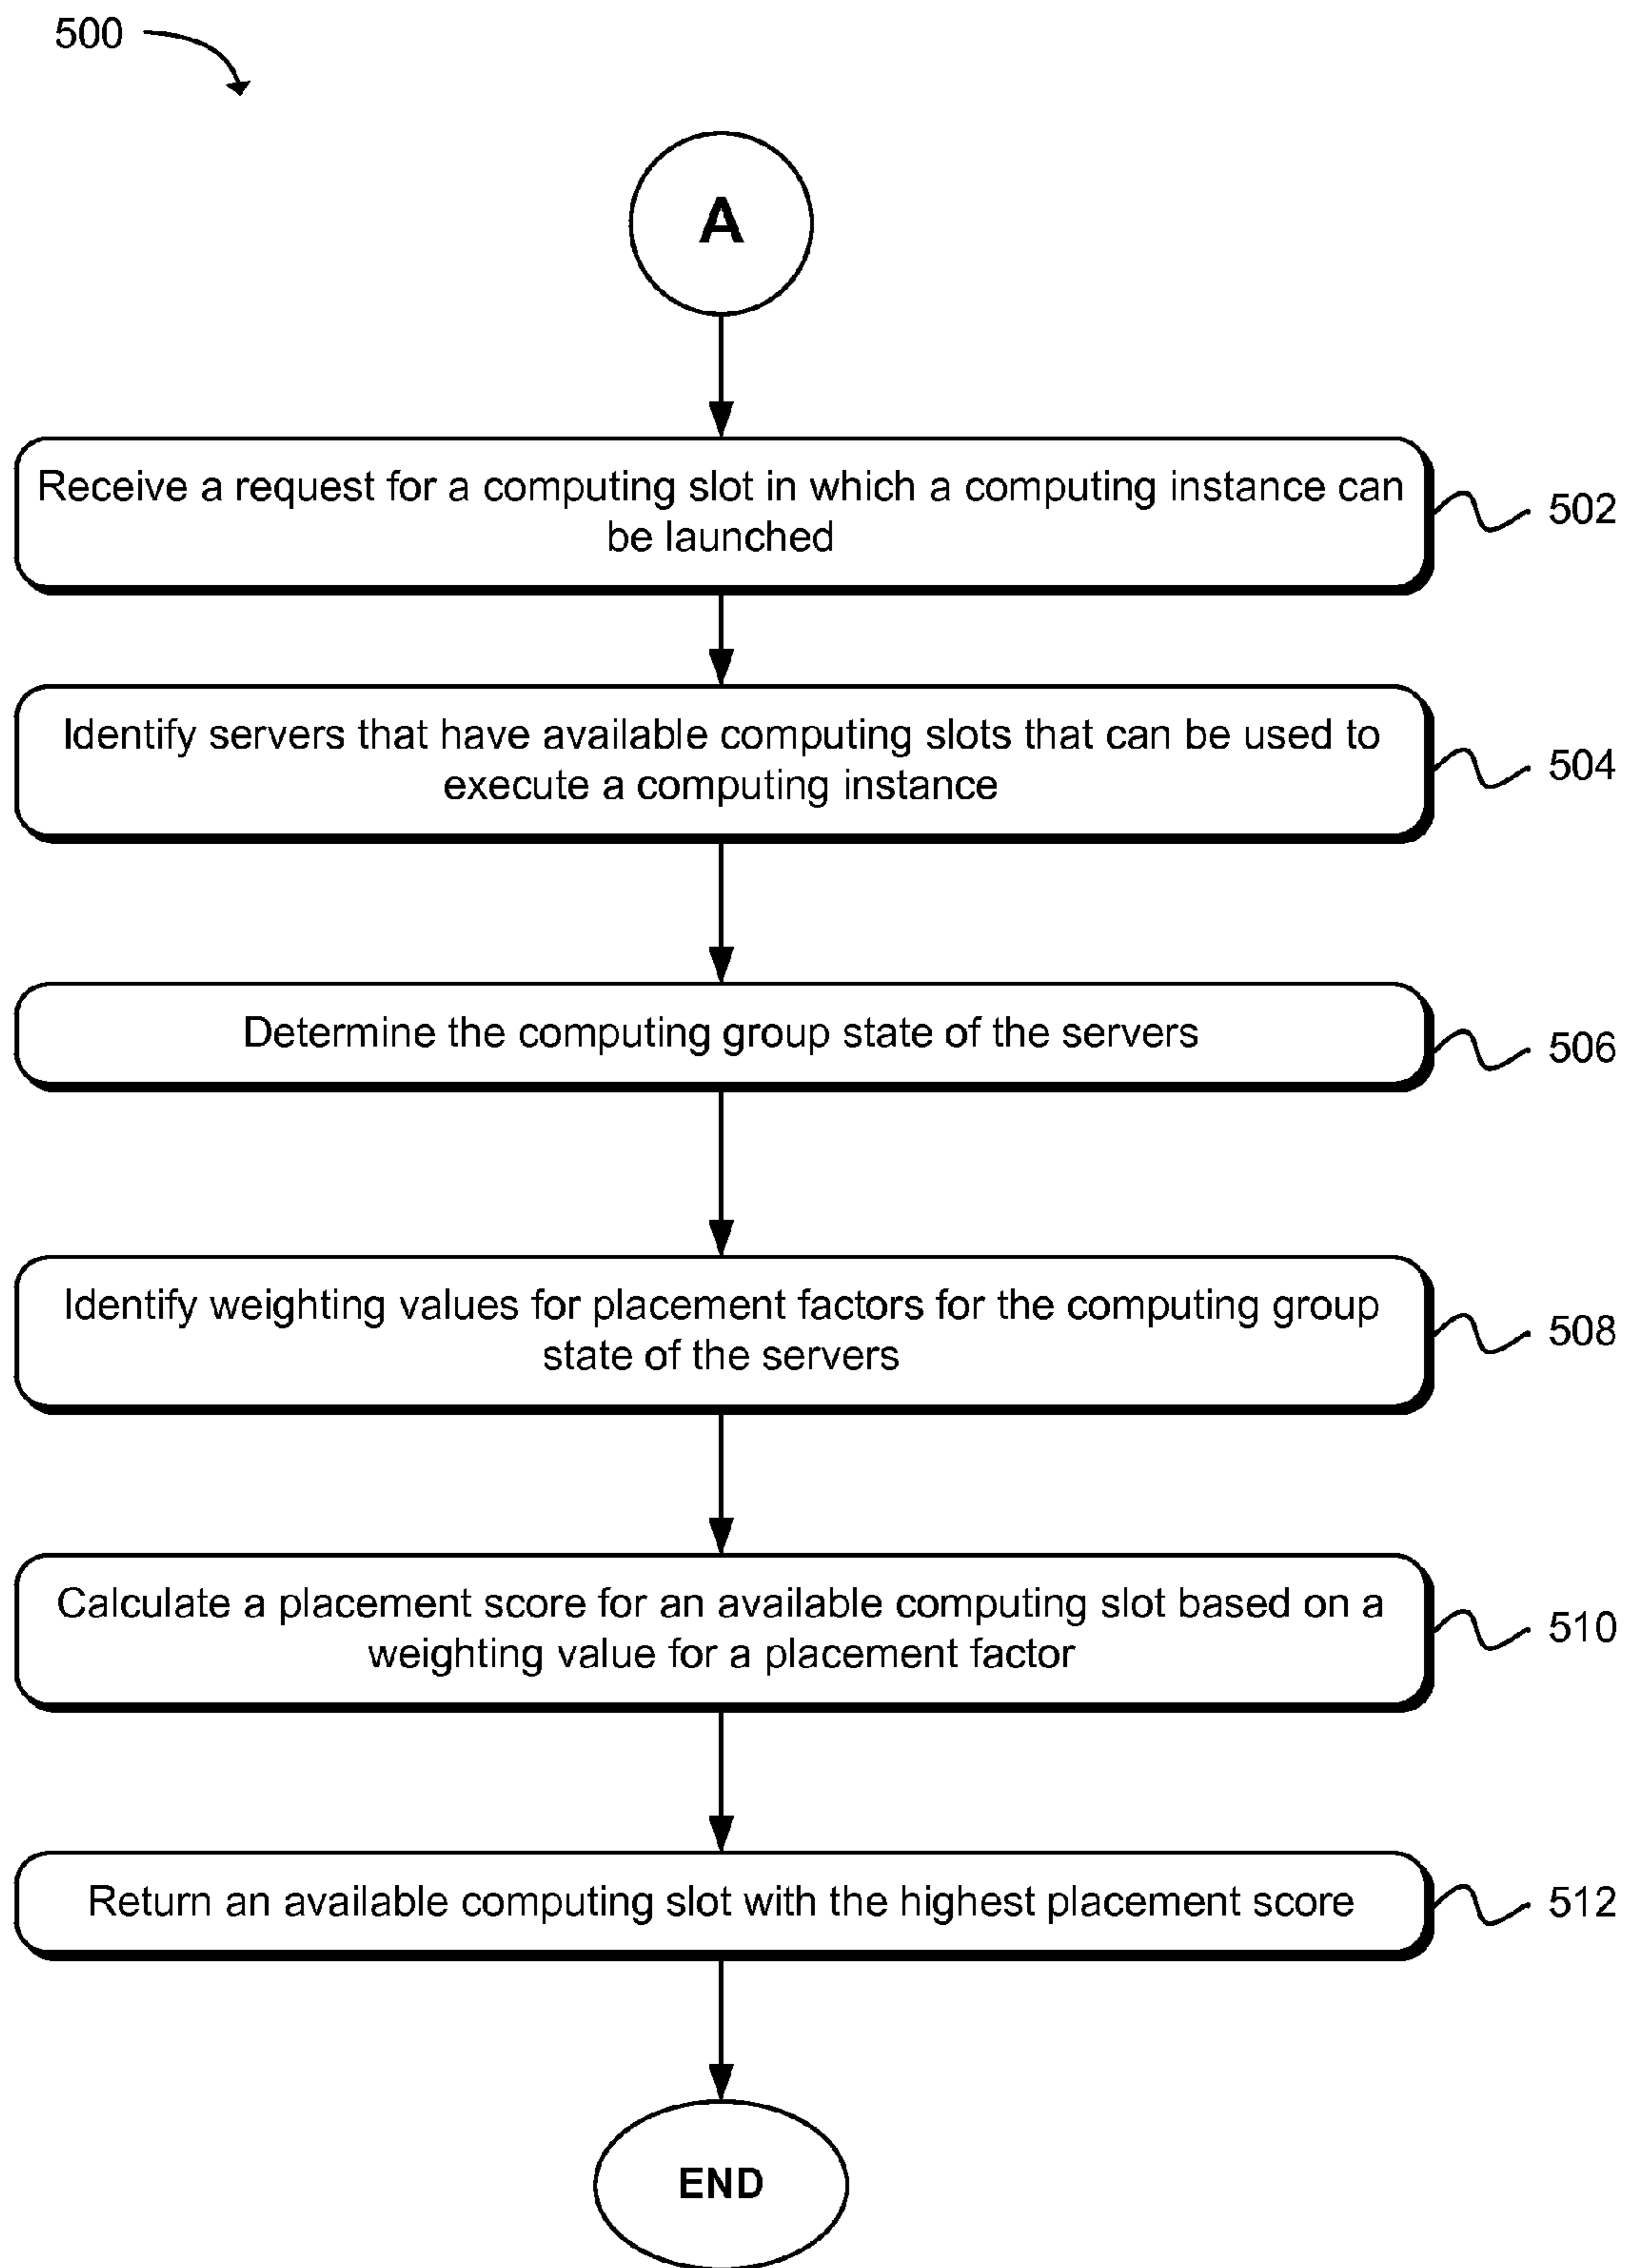 500
A
Receive a request for a computing slot in which a computing instance can
be launched
502
Identify servers that have available computing slots that can be used to
execute a computing instance
504
Determine the computing group state of the servers
506
Identify weighting values for placement factors for the computing group
state of the servers
508
Calculate a placement score for an available computing slot based on a
weighting value for a placement factor
510
Return an available computing slot with the highest placement score
512
END